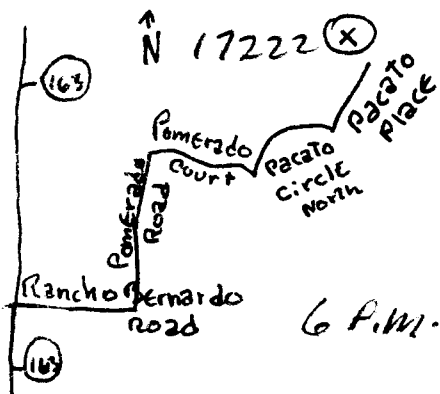 N 17222 X
163
Pacato
Place
Pomerado
Court
Pacato
Circle
North
Pomerado
Road
Rancho Bernardo
Road
6 P.M.
163